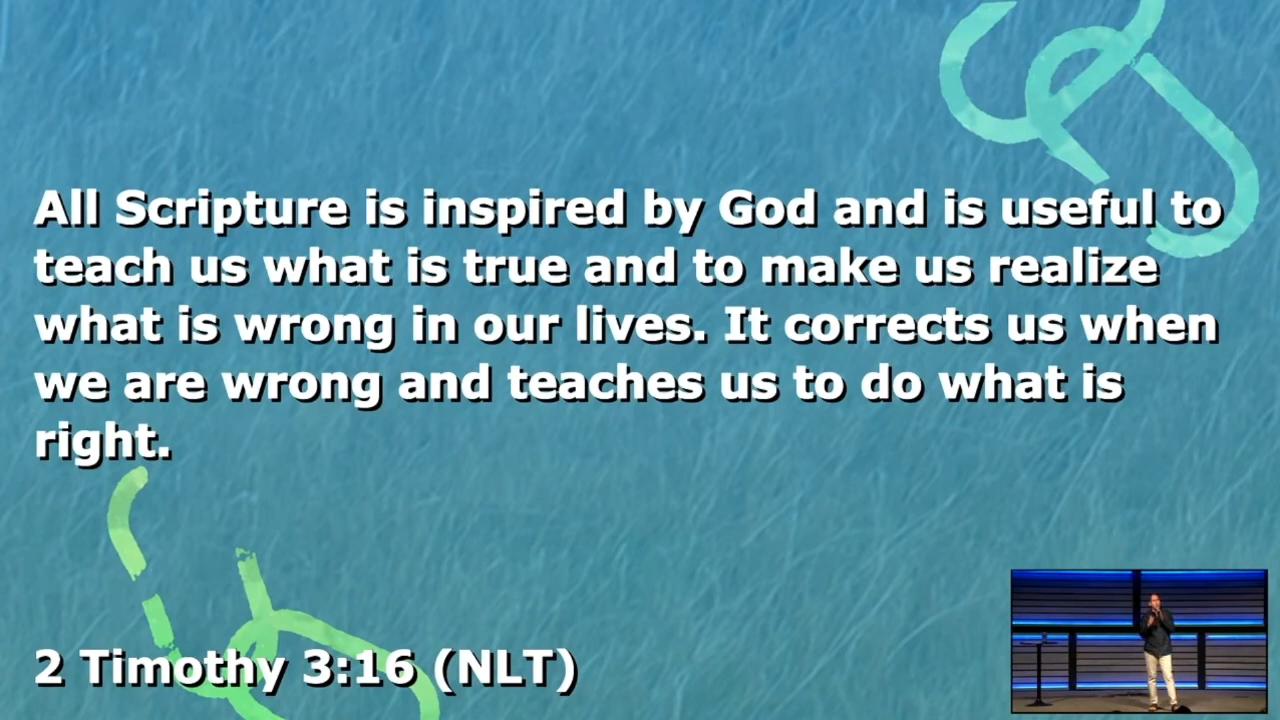 All Scripture is inspired by God and is useful to
teach us what is true and to make us realize
what is wrong in our lives. It corrects us when
we are wrong and teaches us to do what is
right.
2 Timothy 3:16 (NLT)